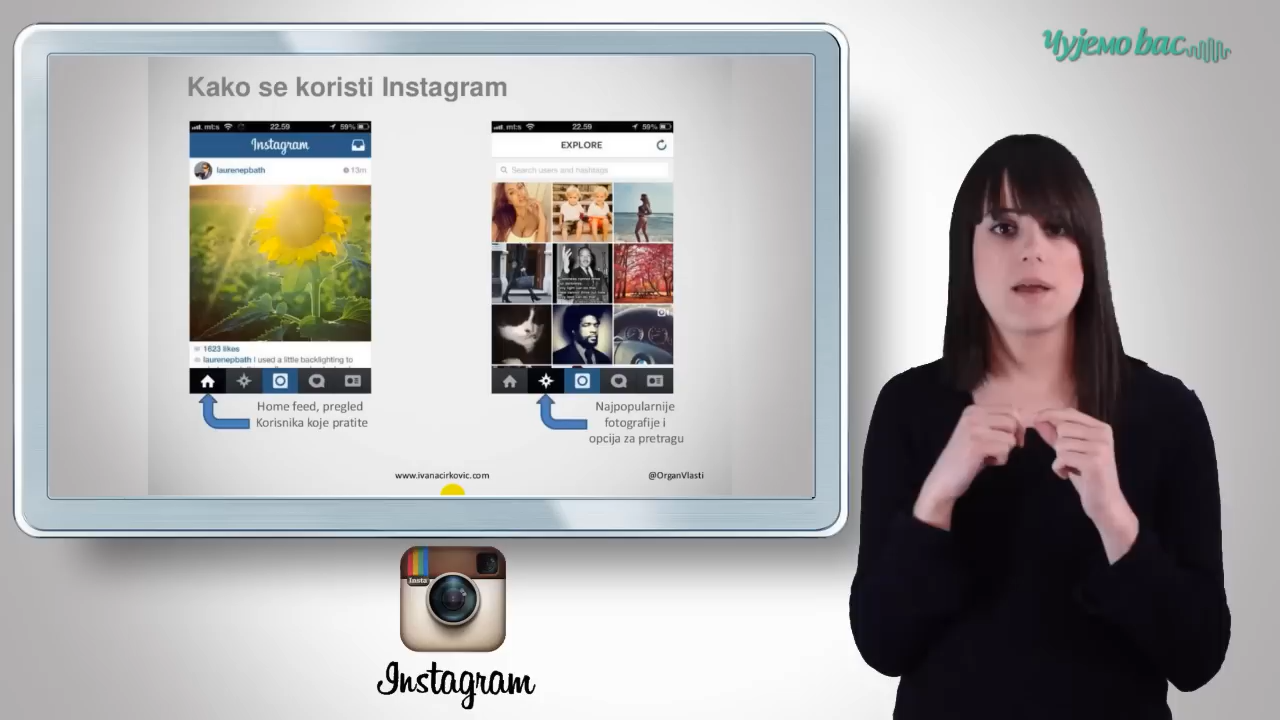 Чујемо вас
Kako se koristi Instagram
mt:s 22.59 59%
Instagram
laurenepbath 13m
1623 likes
laurenepbath I used a little backlighting to
Home feed, pregled
Korisnika koje pratite
mt:s 22.59 59%
EXPLORE
Search users and hashtags
Najpopularnije
fotografije i
opcija za pretragu
www.ivanacirkovic.com
@OrganVlasti
Insta
Instagram